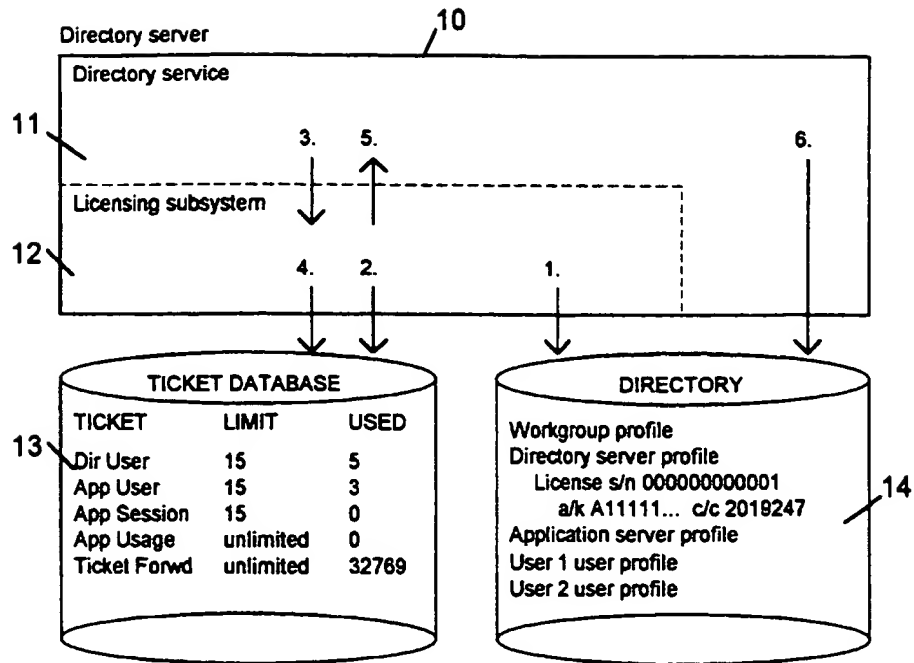 10
Directory server
Directory service
11
3. 5. 6.
Licensing subsystem
12
4. 2. 1.
TICKET DATABASE
TICKET LIMIT USED
13
Dir User 15 5
App User 15 3
App Session 15 0
App Usage unlimited 0
Ticket Forwd unlimited 32769
DIRECTORY
Workgroup profile
Directory server profile
License s/n 000000000001
a/k A11111... c/c 2019247
14
Application server profile
User 1 user profile
User 2 user profile